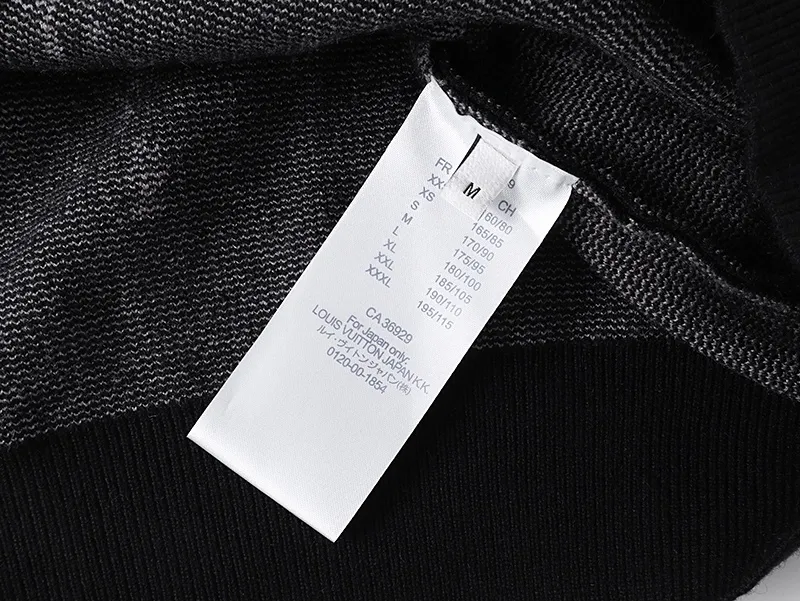 M
FR 9 CH
XXS 160/80
XS 165/85
S 170/90
M 175/95
L 180/100
XL 185/105
XXL 190/110
XXXL 195/115
CA 36929
For Japan only:
LOUIS VUITTON JAPAN K.K.
ルイ・ヴィトンジャパン(株)
0120-00-1854